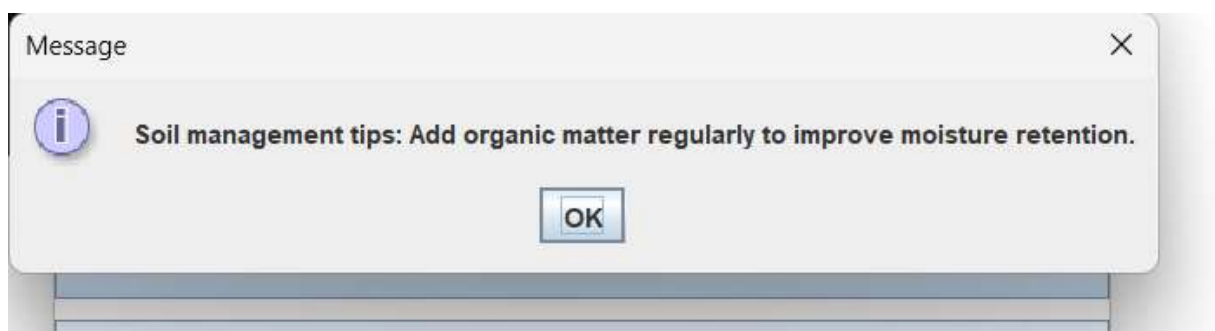 Message
Soil management tips: Add organic matter regularly to improve moisture retention.
OK